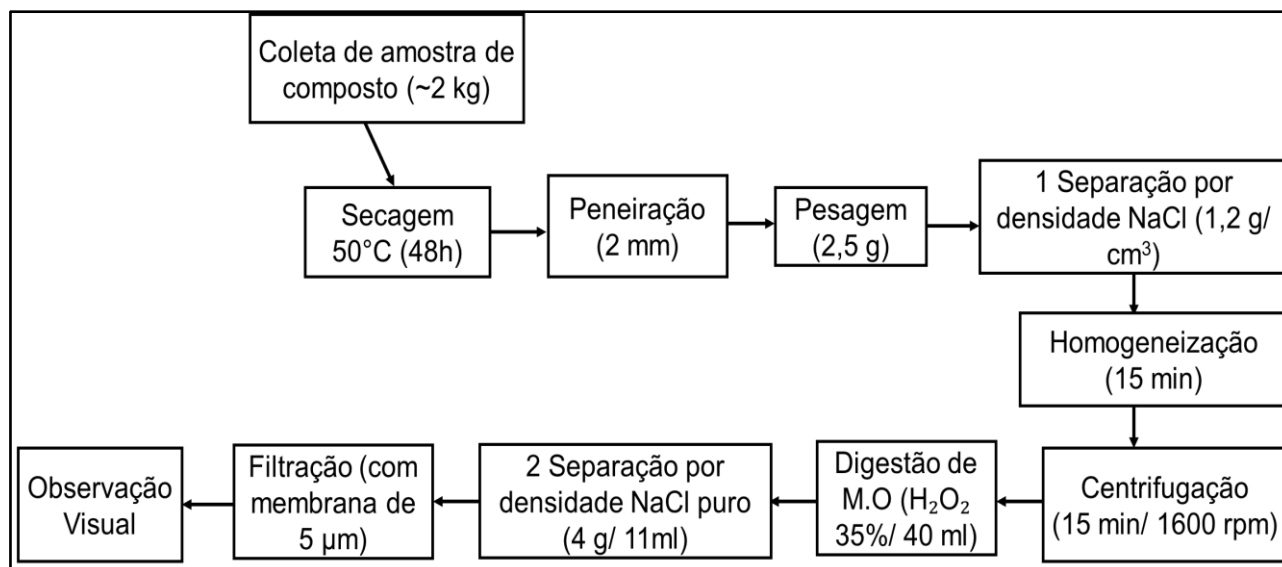 Coleta de amostra de
composto (~2 kg)
Secagem
50°C (48h)
Peneiração
(2 mm)
Pesagem
(2,5 g)
1 Separação por
densidade NaCl (1,2 g/
cm³)
Homogeneização
(15 min)
Centrifugação
(15 min/ 1600 rpm)
Digestão de
M.O (H₂O₂
35%/ 40 ml)
2 Separação por
densidade NaCl puro
(4 g/ 11ml)
Filtração (com
membrana de
5 µm)
Observação
Visual